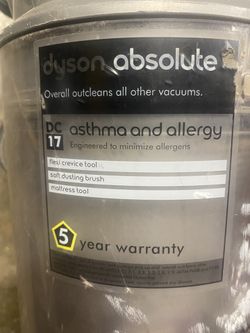 dyson absolute
Overall outcleans all other vacuums.
DC
17
asthma and allergy
Engineered to minimize allergens
flexi crevice tool
soft dusting brush
mattress tool
5 year warranty